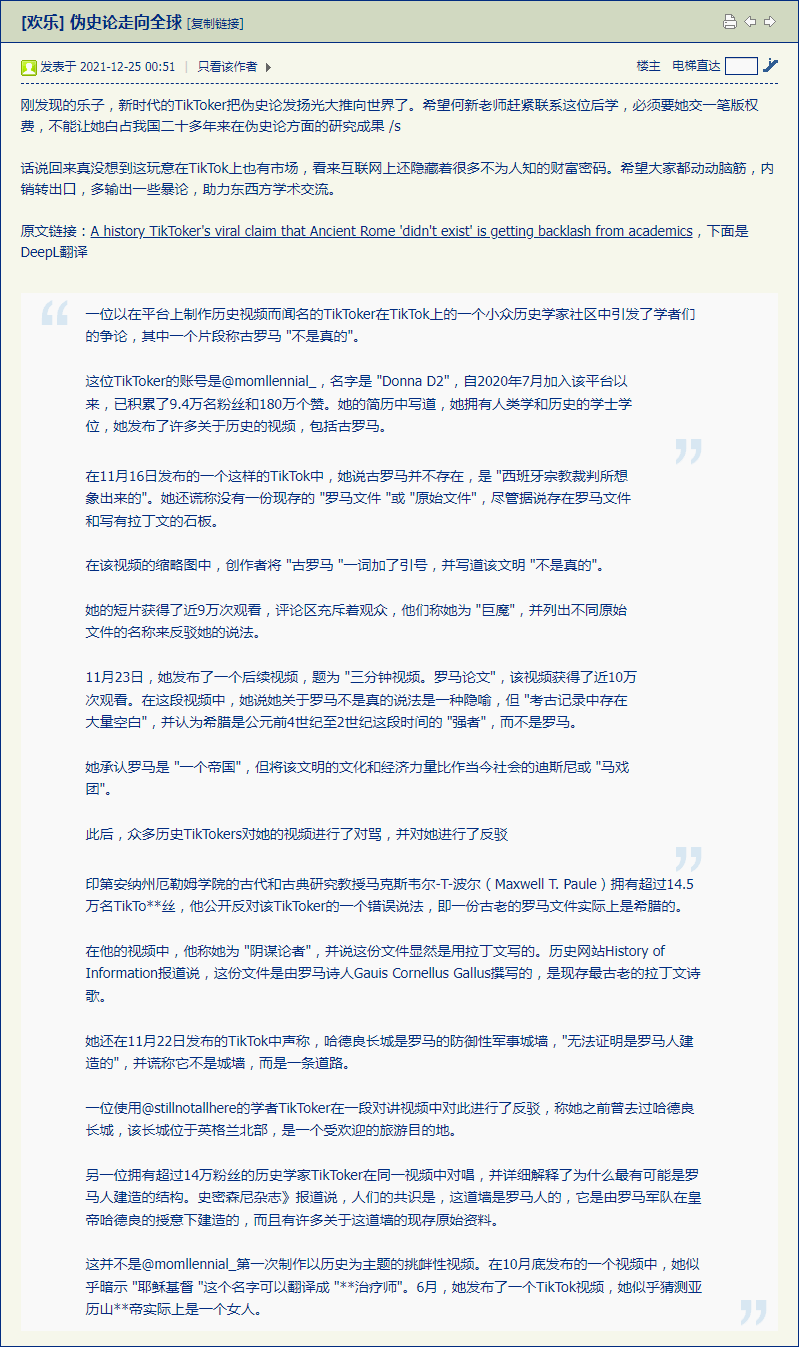 [欢乐] 伪史论走向全球 [复制链接]
发表于 2021-12-25 00:51 | 只看该作者
楼主 电梯直达
刚发现的乐子，新时代的TikToker把伪史论发扬光大推向世界了。希望何新老师赶紧联系这位后学，必须要她交一笔版权
费，不能让她白占我国二十多年来在伪史论方面的研究成果 /s
话说回来真没想到这玩意在TikTok上也有市场，看来互联网上还隐藏着很多不为人知的财富密码。希望大家都动动脑筋，内
销转出口，多输出一些暴论，助力东西方学术交流。
原文链接：A history TikToker's viral claim that Ancient Rome 'didn't exist' is getting backlash from academics，下面是
DeepL翻译
一位以在平台上制作历史视频而闻名的TikToker在TikTok上的一个小众历史学家社区中引发了学者们
的争论，其中一个片段称古罗马 "不是真的"。
这位TikToker的账号是@momllennial_，名字是 "Donna D2"，自2020年7月加入该平台以
来，已积累了9.4万名粉丝和180万个赞。她的简历中写道，她拥有人类学和历史的学士学
位，她发布了许多关于历史的视频，包括古罗马。
在11月16日发布的一个这样的TikTok中，她说古罗马并不存在，是 "西班牙宗教裁判所想
象出来的"。她还谎称没有一份现存的 "罗马文件 "或 "原始文件"，尽管据说存在罗马文件
和写有拉丁文的石板。
在该视频的缩略图中，创作者将 "古罗马 "一词加了引号，并写道该文明 "不是真的"。
她的短片获得了近9万次观看，评论区充斥着观众，他们称她为 "巨魔"，并列出不同原始
文件的名称来反驳她的说法。
11月23日，她发布了一个后续视频，题为 "三分钟视频。罗马论文"，该视频获得了近10万
次观看。在这段视频中，她说她关于罗马不是真的说法是一种隐喻，但 "考古记录中存在
大量空白"，并认为希腊是公元前4世纪至2世纪这段时间的 "强者"，而不是罗马。
她承认罗马是 "一个帝国"，但将该文明的文化和经济力量比作当今社会的迪斯尼或 "马戏
团"。
此后，众多历史TikTokers对她的视频进行了对骂，并对她进行了反驳
印第安纳州厄勒姆学院的古代和古典研究教授马克斯韦尔-T-波尔（Maxwell T. Paule）拥有超过14.5
万名TikTo**丝，他公开反对该TikToker的一个错误说法，即一份古老的罗马文件实际上是希腊的。
在他的视频中，他称她为 "阴谋论者"，并说这份文件显然是用拉丁文写的。历史网站History of
Information报道说，这份文件是由罗马诗人Gauis Cornellus Gallus撰写的，是现存最古老的拉丁文诗
歌。
她还在11月22日发布的TikTok中声称，哈德良长城是罗马的防御性军事城墙，"无法证明是罗马人建
造的"，并谎称它不是城墙，而是一条道路。
一位使用@stillnotallhere的学者TikToker在一段对讲视频中对此进行了反驳，称她之前曾去过哈德良
长城，该长城位于英格兰北部，是一个受欢迎的旅游目的地。
另一位拥有超过14万粉丝的历史学家TikToker在同一视频中对唱，并详细解释了为什么最有可能是罗
马人建造的结构。史密森尼杂志》报道说，人们的共识是，这道墙是罗马人的，它是由罗马军队在皇
帝哈德良的授意下建造的，而且有许多关于这道墙的现存原始资料。
这并不是@momllennial_第一次制作以历史为主题的挑衅性视频。在10月底发布的一个视频中，她似
乎暗示 "耶稣基督 "这个名字可以翻译成 "**治疗师"。6月，她发布了一个TikTok视频，她似乎猜测亚
历山**帝实际上是一个女人。